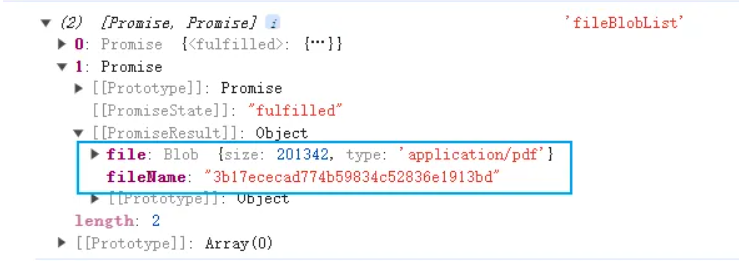 ▼ (2) [Promise, Promise] i 'fileBlobList'
▶ 0: Promise {<fulfilled>: {…}}
▼ 1: Promise
▶ [[Prototype]]: Promise
[[PromiseState]]: "fulfilled"
▼ [[PromiseResult]]: Object
▶ file: Blob {size: 201342, type: 'application/pdf'}
fileName: "3b17ececad774b59834c52836e1913bd"
▶ [[Prototype]]: Object
length: 2
▶ [[Prototype]]: Array(0)